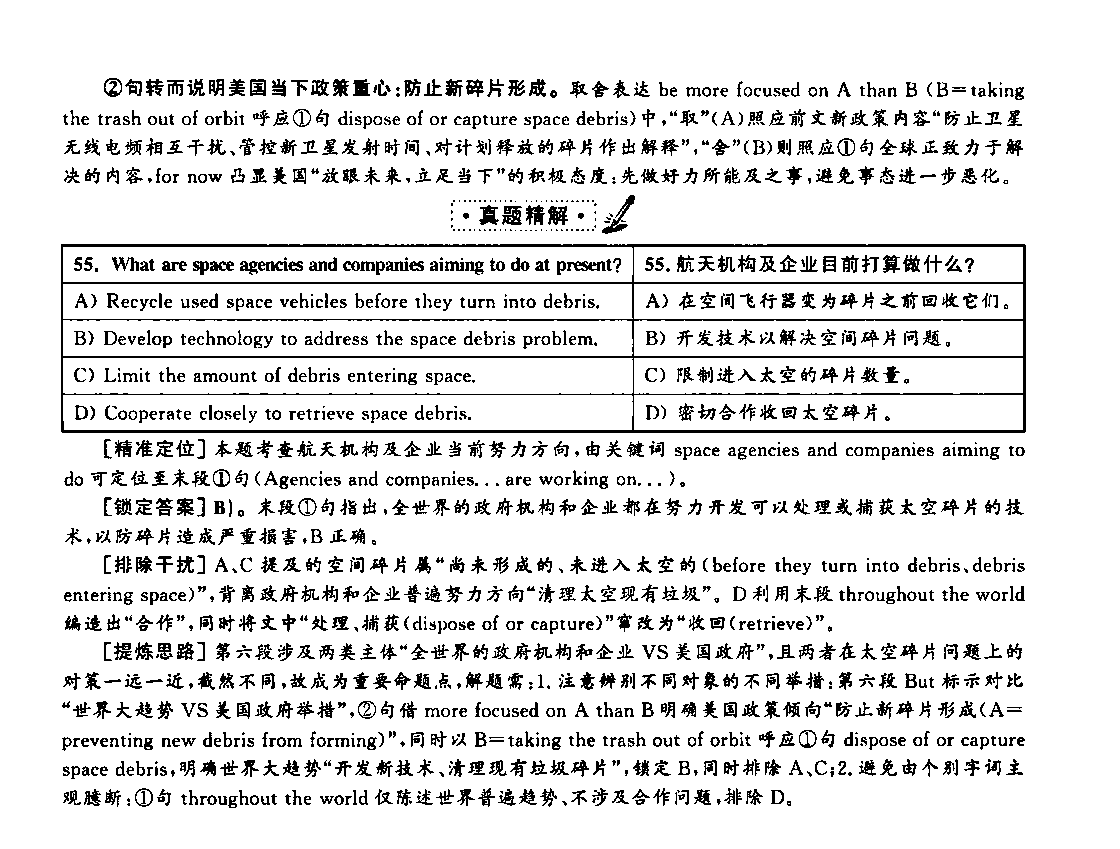 ②句转而说明美国当下政策重心:防止新碎片形成。取舍表达 be more focused on A than B (B=taking
the trash out of orbit 呼应①句 dispose of or capture space debris)中,“取”(A)照应前文新政策内容“防止卫星
无线电频相互干扰、管控新卫星发射时间、对计划释放的碎片作出解释”,“舍”(B)则照应①句全球正致力于解
决的内容,for now 凸显美国“放眼未来,立足当下”的积极态度:先做好力所能及之事,避免事态进一步恶化。
·真题精解·
55. What are space agencies and companies aiming to do at present? 55.航天机构及企业目前打算做什么?
A) Recycle used space vehicles before they turn into debris. A) 在空间飞行器变为碎片之前回收它们。
B) Develop technology to address the space debris problem. B) 开发技术以解决空间碎片问题。
C) Limit the amount of debris entering space. C) 限制进入太空的碎片数量。
D) Cooperate closely to retrieve space debris. D) 密切合作收回太空碎片。
[精准定位]本题考查航天机构及企业当前努力方向,由关键词 space agencies and companies aiming to
do 可定位至末段①句(Agencies and companies...are working on...)。
[锁定答案]B)。末段①句指出,全世界的政府机构和企业都在努力开发可以处理或捕获太空碎片的技
术,以防碎片造成严重损害,B 正确。
[排除干扰]A、C 提及的空间碎片属“尚未形成的、未进入太空的(before they turn into debris、debris
entering space)”,背离政府机构和企业普遍努力方向“清理太空现有垃圾”。D 利用末段 throughout the world
编造出“合作”,同时将文中“处理、捕获(dispose of or capture)”窜改为“收回(retrieve)”。
[提炼思路]第六段涉及两类主体“全世界的政府机构和企业 VS 美国政府”,且两者在太空碎片问题上的
对策一远一近,截然不同,故成为重要命题点,解题需:1.注意辨别不同对象的不同举措:第六段 But 标示对比
“世界大趋势 VS 美国政府举措”,②句借 more focused on A than B 明确美国政策倾向“防止新碎片形成(A=
preventing new debris from forming)”,同时以 B=taking the trash out of orbit 呼应①句 dispose of or capture
space debris,明确世界大趋势“开发新技术、清理现有垃圾碎片”,锁定 B,同时排除 A、C;2.避免由个别字词主
观臆断:①句 throughout the world 仅陈述世界普遍趋势、不涉及合作问题,排除 D。